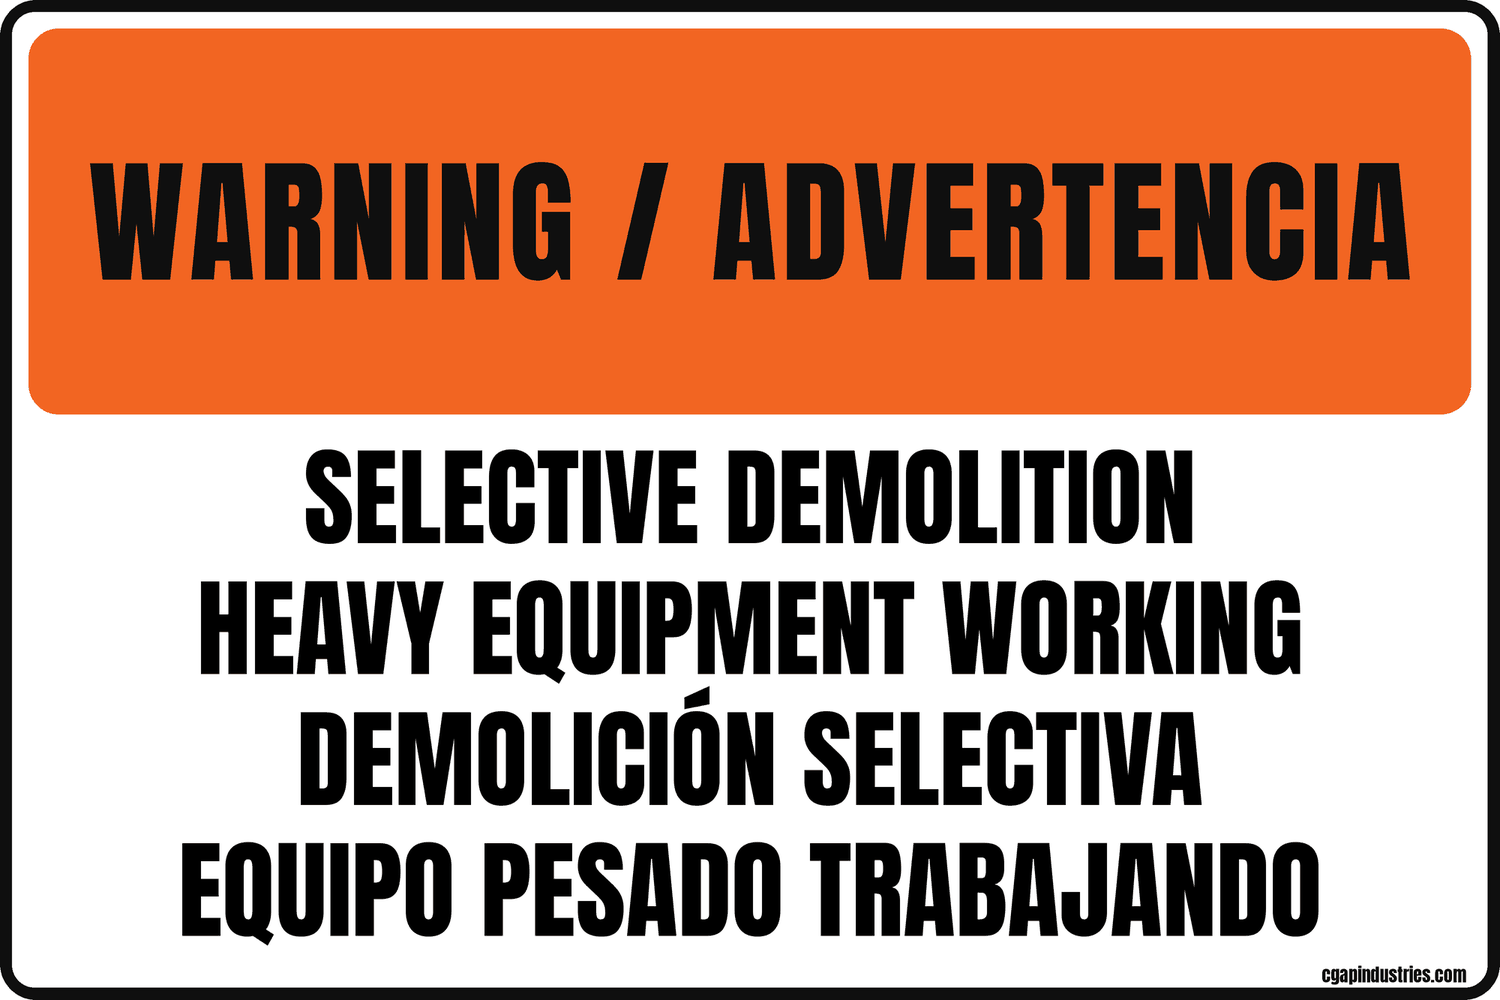 WARNING / ADVERTENCIA
SELECTIVE DEMOLITION
HEAVY EQUIPMENT WORKING
DEMOLICIÓN SELECTIVA
EQUIPO PESADO TRABAJANDO
cgapindustries.com